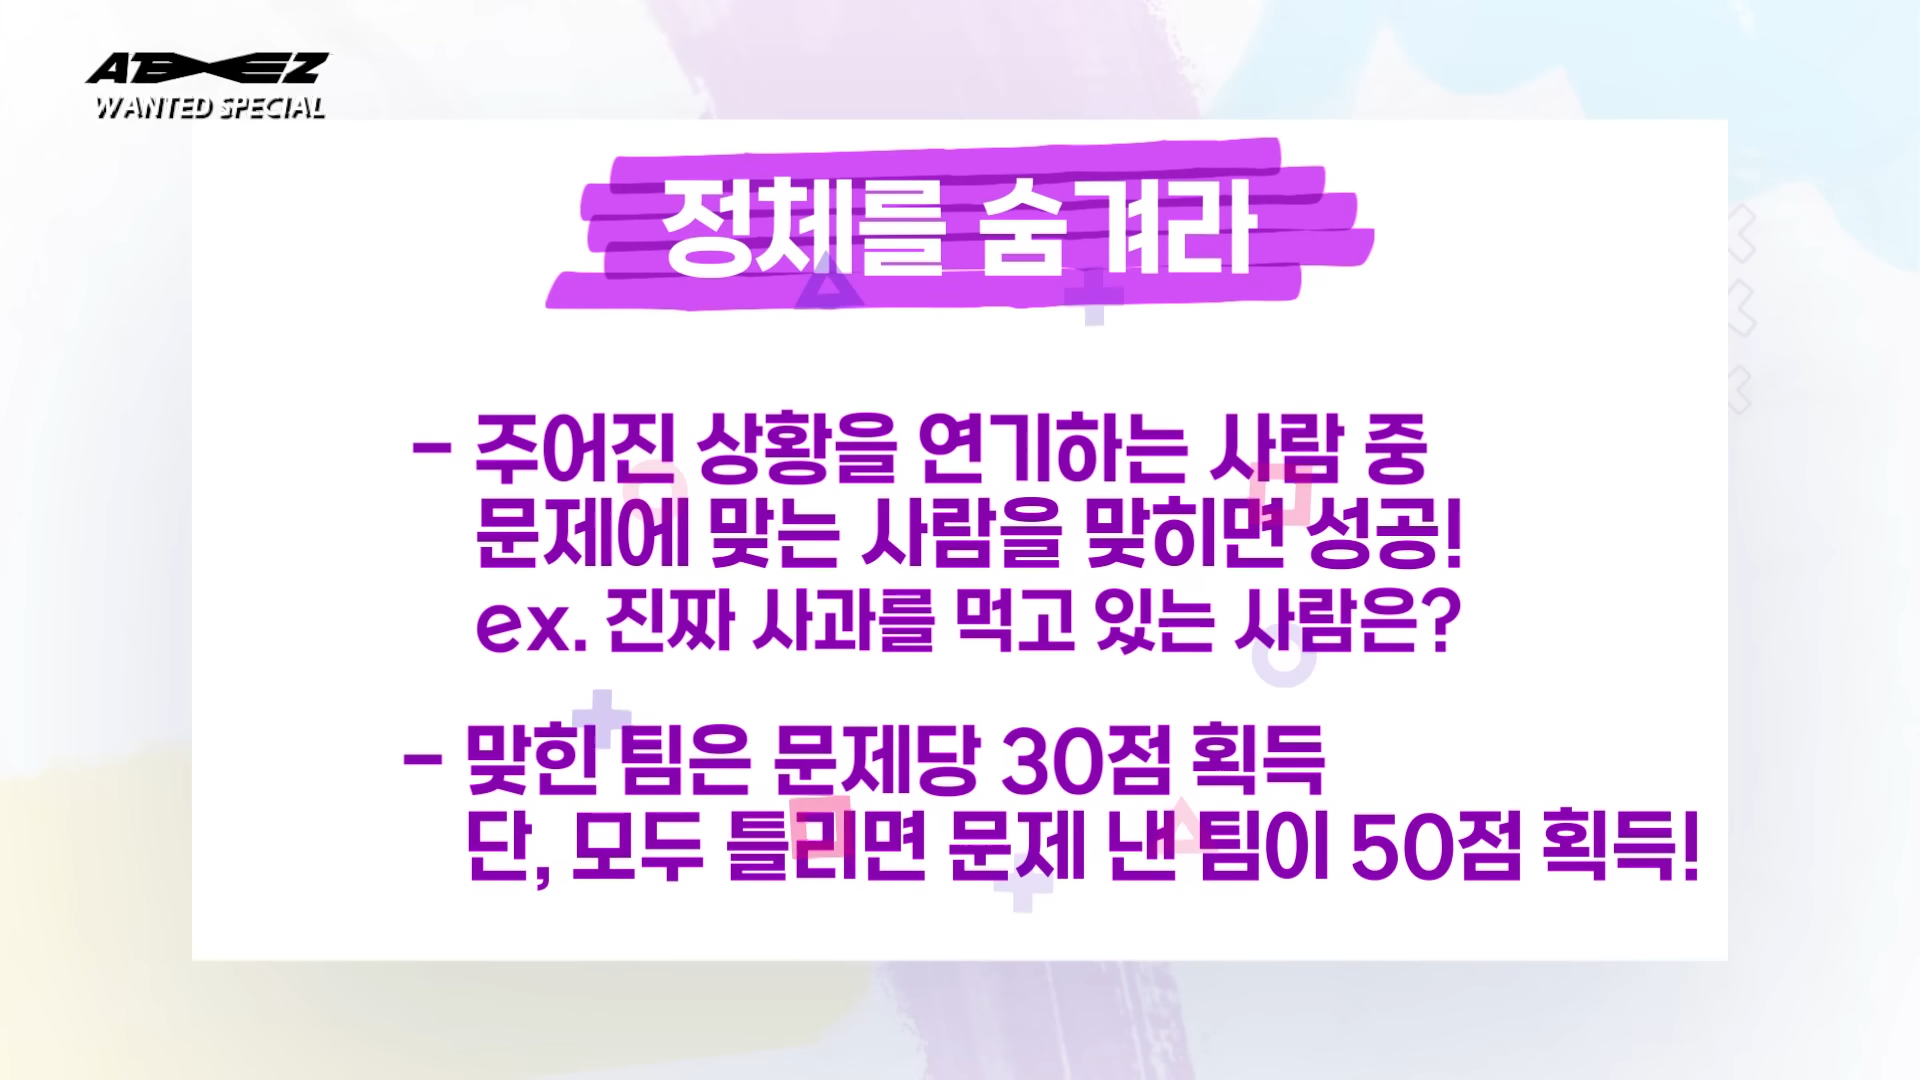 WANTED SPECIAL
정체를 숨겨라
- 주어진 상황을 연기하는 사람 중
문제에 맞는 사람을 맞히면 성공!
ex. 진짜 사과를 먹고 있는 사람은?
- 맞힌 팀은 문제당 30점 획득
단, 모두 틀리면 문제 낸 팀이 50점 획득!